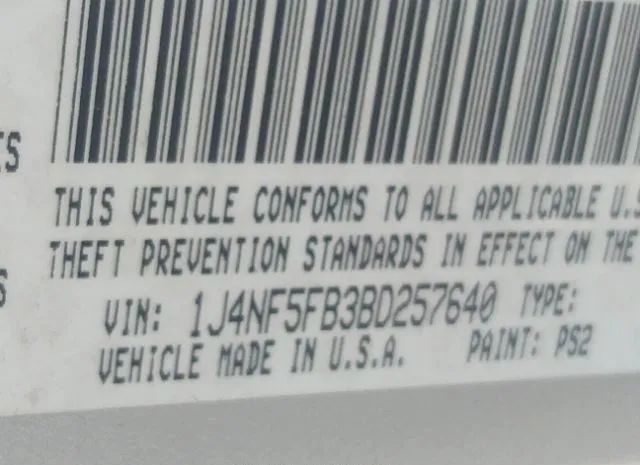 THIS VEHICLE CONFORMS TO ALL APPLICABLE U.S
THEFT PREVENTION STANDARDS IN EFFECT ON THE
VIN: 1J4NF5FB3BD257640 TYPE:
VEHICLE MADE IN U.S.A. PAINT: PS2